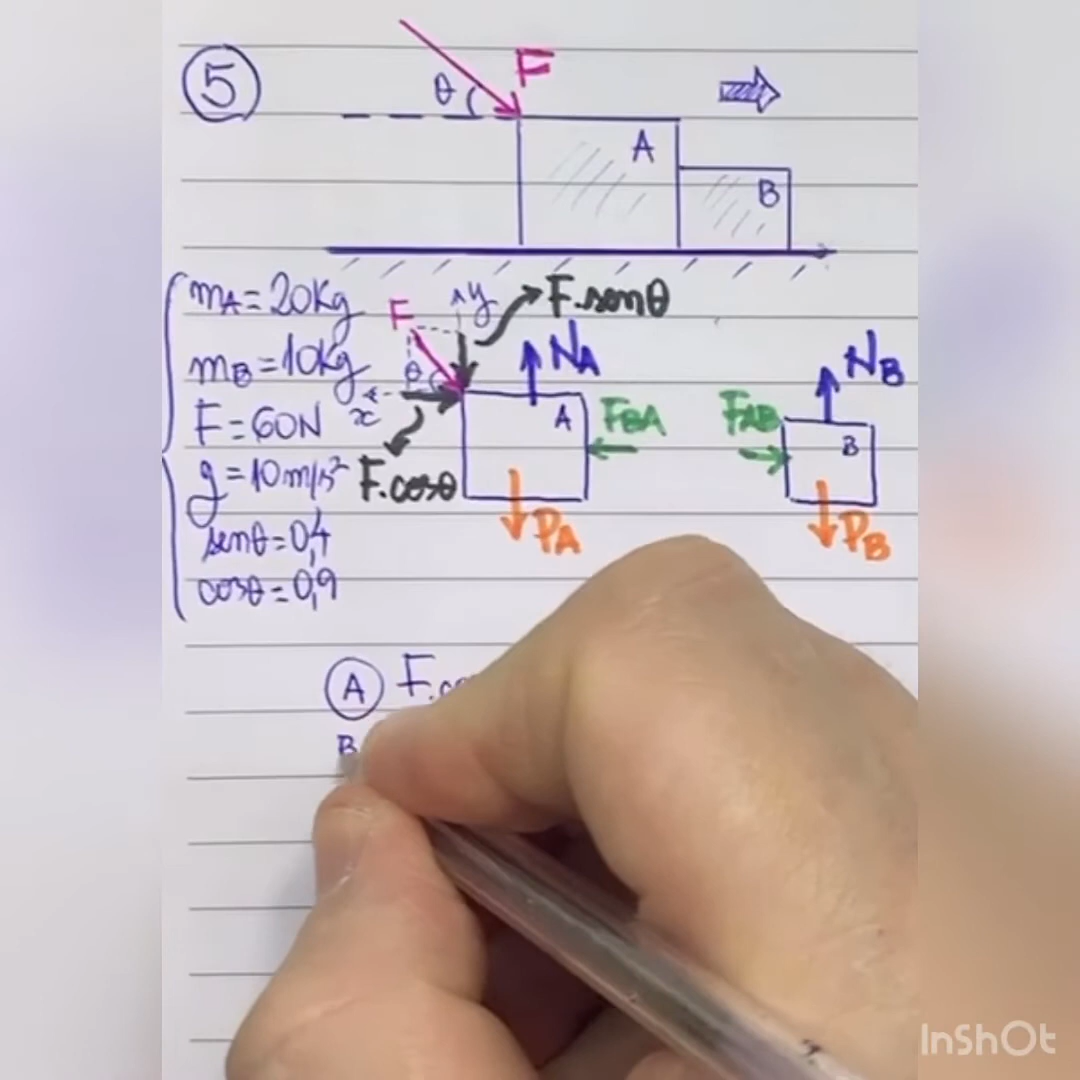 5
F
θ
A
B
mA = 20Kg
mB = 10Kg
F = 60N
g = 10m/s²
senθ = 0,4
cosθ = 0,9
F
θ
x
y
F.senθ
F.cosθ
NA
A
FBA
PA
NB
FAB
B
PB
A F.co
B
InShOt